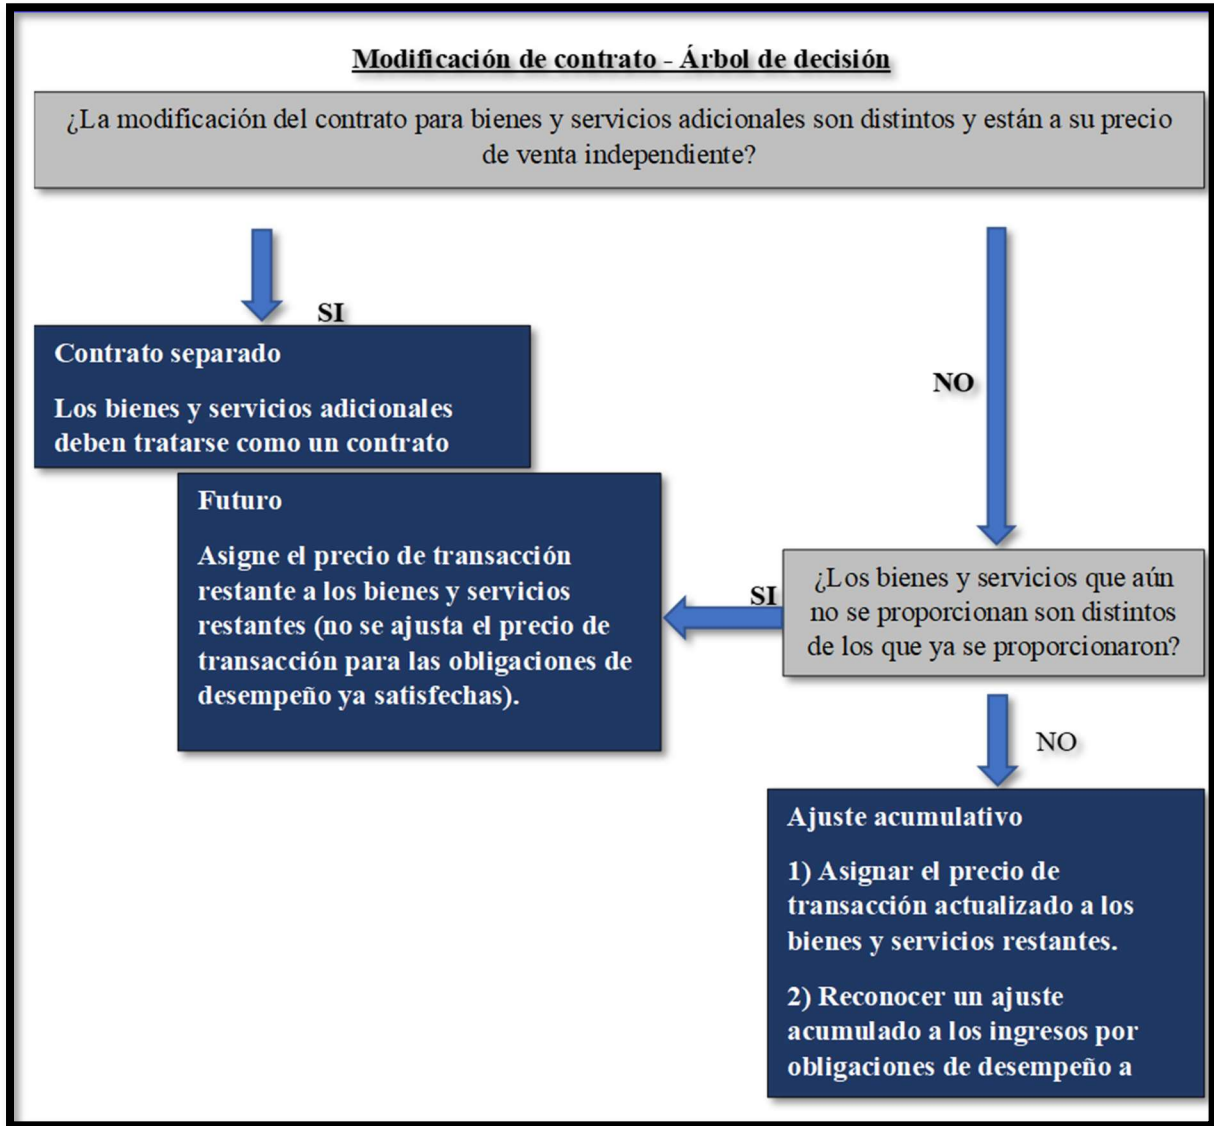 Modificación de contrato - Árbol de decisión
¿La modificación del contrato para bienes y servicios adicionales son distintos y están a su precio
de venta independiente?
SI
Contrato separado
Los bienes y servicios adicionales
deben tratarse como un contrato
NO
Futuro
Asigne el precio de transacción
restante a los bienes y servicios
restantes (no se ajusta el precio de
transacción para las obligaciones de
desempeño ya satisfechas).
SI
¿Los bienes y servicios que aún
no se proporcionan son distintos
de los que ya se proporcionaron?
NO
Ajuste acumulativo
1) Asignar el precio de
transacción actualizado a los
bienes y servicios restantes.
2) Reconocer un ajuste
acumulado a los ingresos por
obligaciones de desempeño a